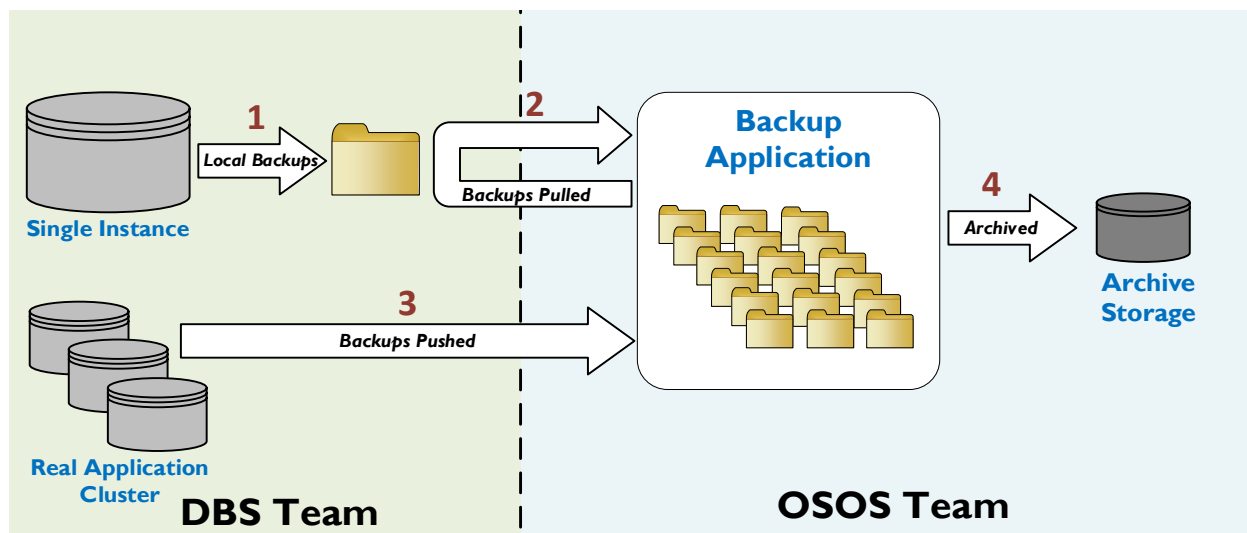 1
Local Backups
Single Instance
2
Backups Pulled
Backup
Application
4
Archived
Archive
Storage
3
Backups Pushed
Real Application
Cluster
DBS Team
OSOS Team